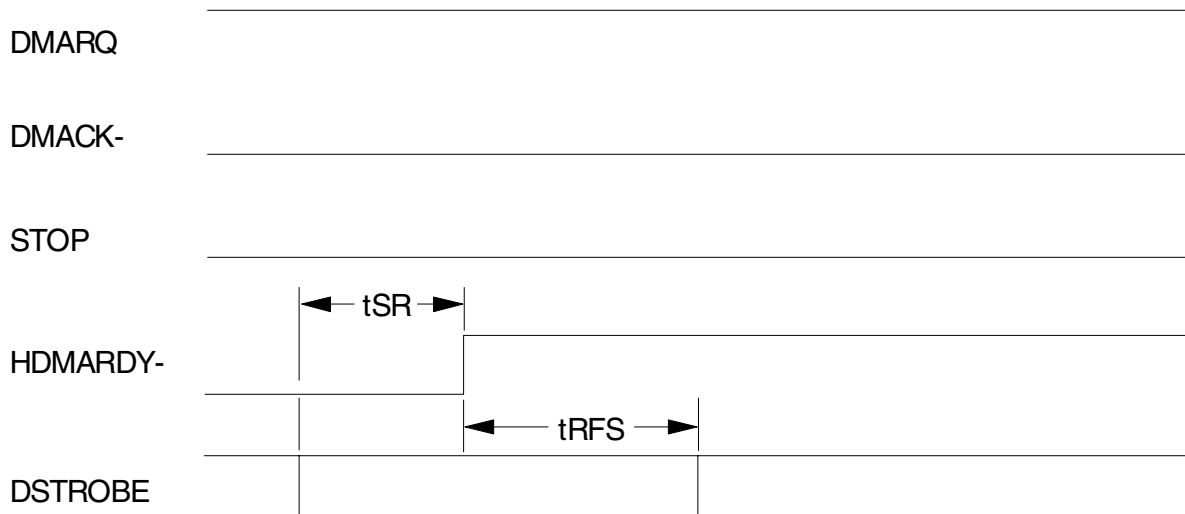 DMARQ
DMACK-
STOP
tSR
HDMARDY-
tRFS
DSTROBE